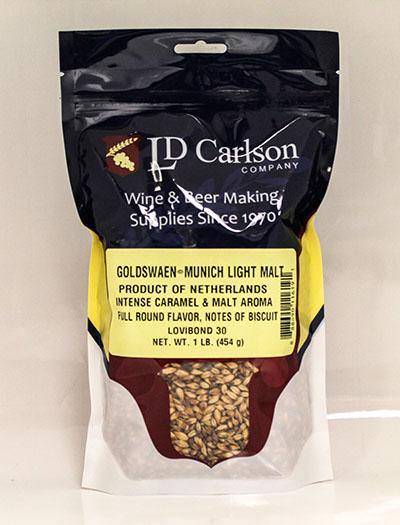 LD Carlson
COMPANY
Wine & Beer Making
Supplies Since 1970
GOLDSWAEN® MUNICH LIGHT MALT
PRODUCT OF NETHERLANDS
INTENSE CARAMEL & MALT AROMA
FULL ROUND FLAVOR, NOTES OF BISCUIT
LOVIBOND 30
NET. WT. 1 LB. (454 g)